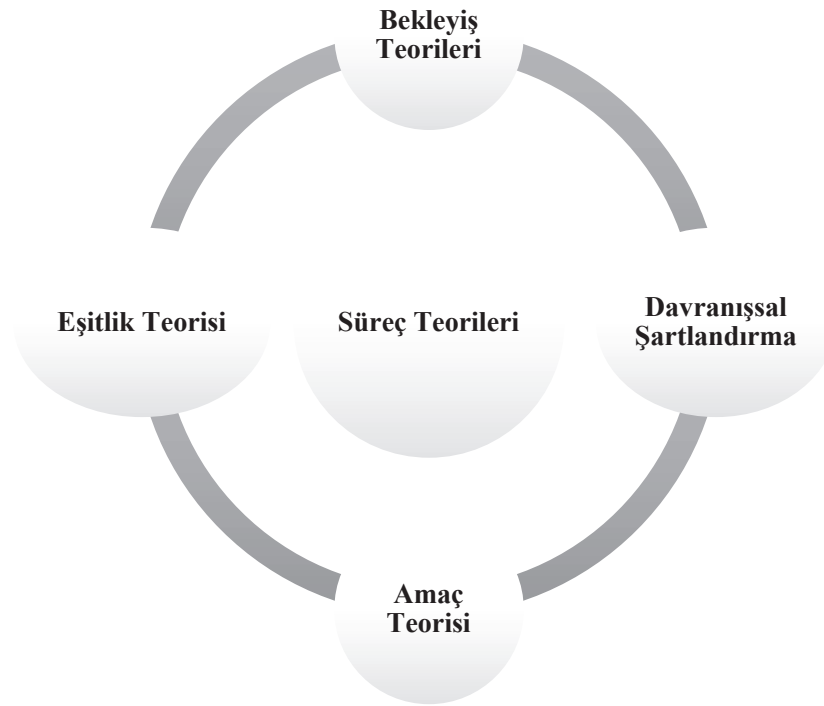 Bekleyiş
Teorileri
Eşitlik Teorisi
Süreç Teorileri
Davranışsal
Şartlandırma
Amaç
Teorisi